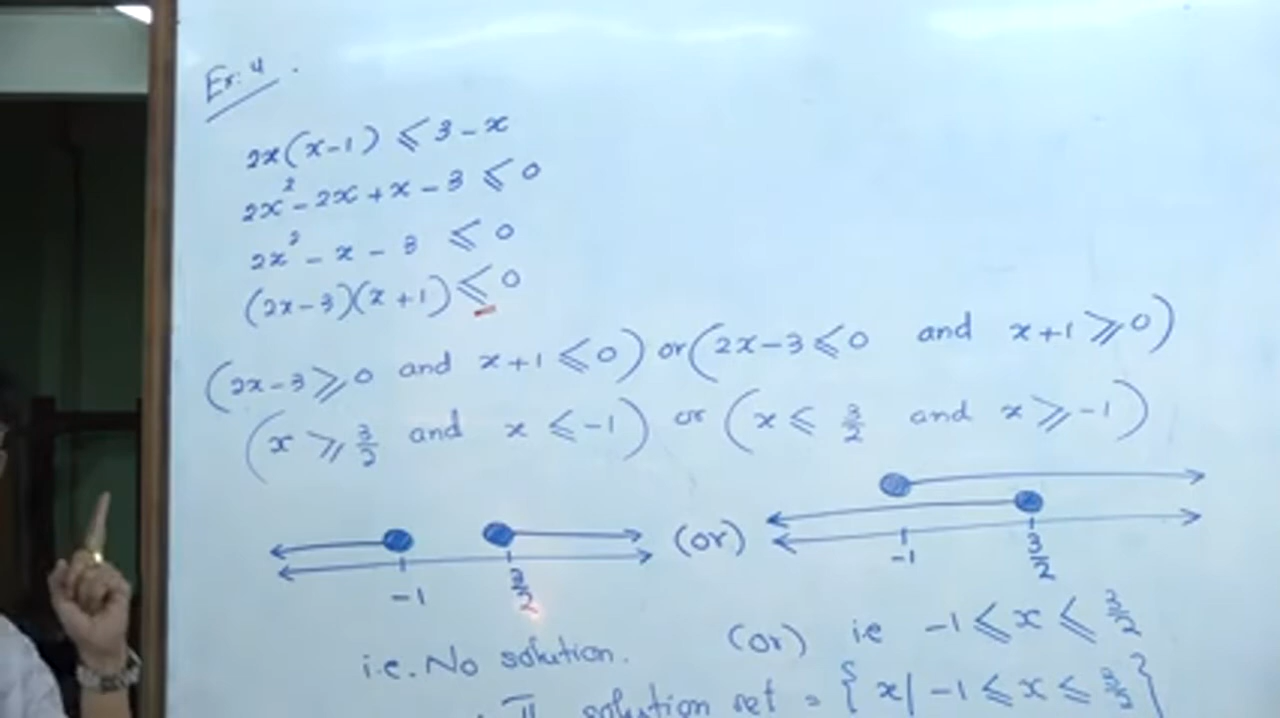 Ex: 4.
2x(x-1) ⩽ 3 - x
2x² - 2x + x - 3 ⩽ 0
2x² - x - 3 ⩽ 0
(2x-3)(x+1) ⩽ 0
(2x-3 ⩾ 0 and x+1 ⩽ 0) or (2x-3 ⩽ 0 and x+1 ⩾ 0)
(x ⩾ 3/2 and x ⩽ -1) or (x ⩽ 3/2 and x ⩾ -1)
-1 3/2 (or) -1 3/2
i.e. No solution. (or) ie -1 ⩽ x ⩽ 3/2
solution set = {x| -1 ⩽ x ⩽ 3/2}